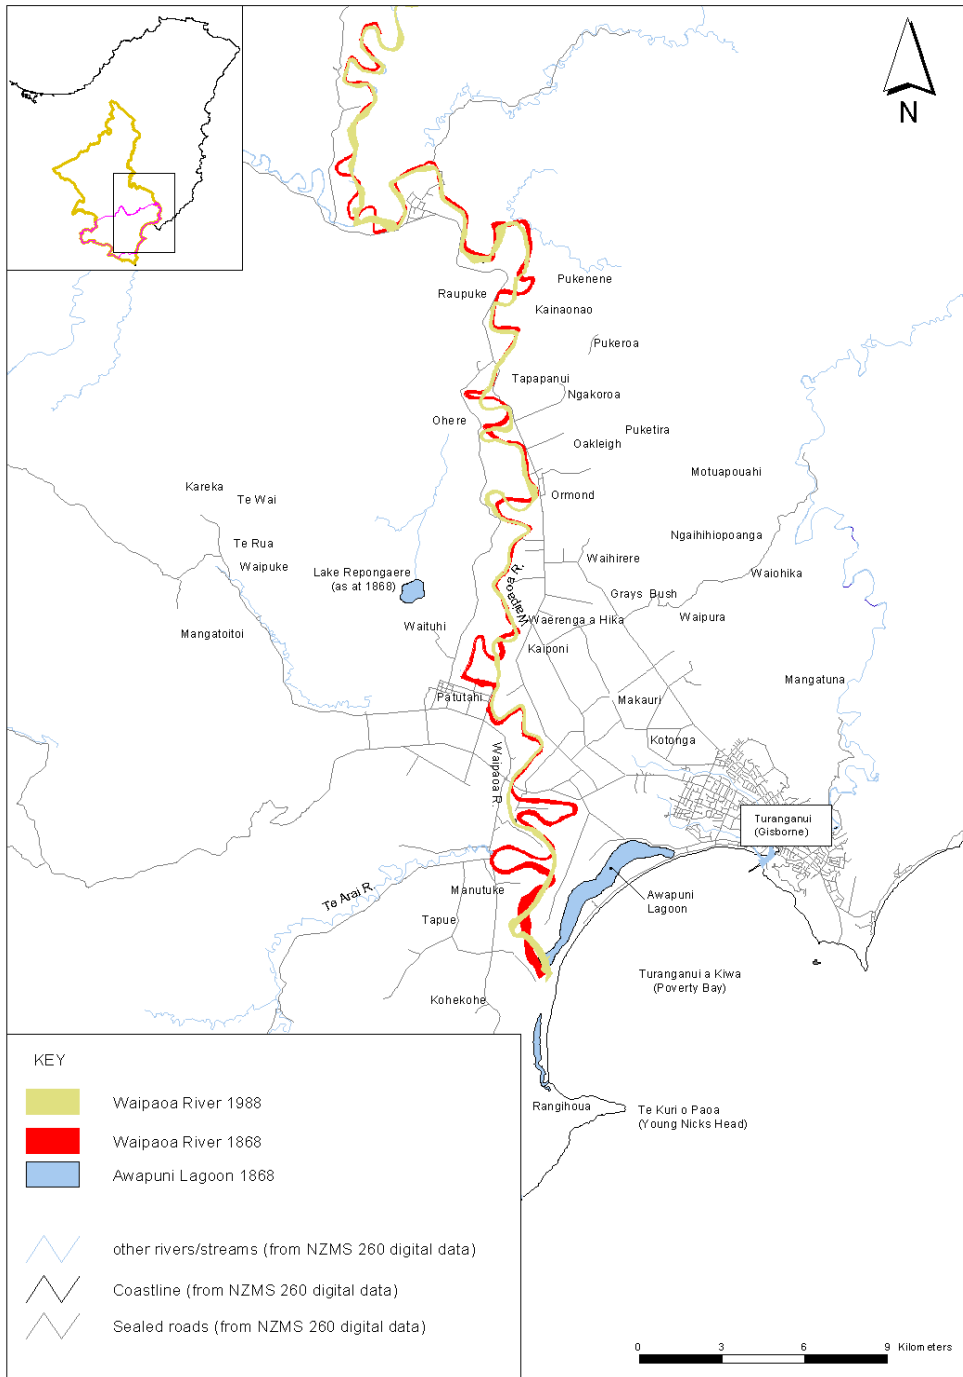 N
Pukenene
Raupuke
Kainaonao
Pukeroa
Tapapanui
Ngakoroa
Ohere
Puketira
Oakleigh
Motuapouahi
Kareka
Te Wai
Ormond
Ngaihihiopoanga
Te Rua
Waipuke
Waihirere
Lake Repongaere
(as at 1868)
Waiohika
Waipaoa R.
Grays Bush
Waipura
Waerenga a Hika
Waituhi
Mangatoitoi
Kaiponi
Mangatuna
Patutahi
Makauri
Kotonga
Waipaoa R.
Turanganui
(Gisborne)
Te Arai R.
Manutuke
Awapuni
Lagoon
Tapue
Turanganui a Kiwa
(Poverty Bay)
Kohekohe
Rangihoua
Te Kuri o Paoa
(Young Nicks Head)
KEY
Waipaoa River 1988
Waipaoa River 1868
Awapuni Lagoon 1868
other rivers/streams (from NZMS 260 digital data)
Coastline (from NZMS 260 digital data)
Sealed roads (from NZMS 260 digital data)
0 3 6 9 Kilometers